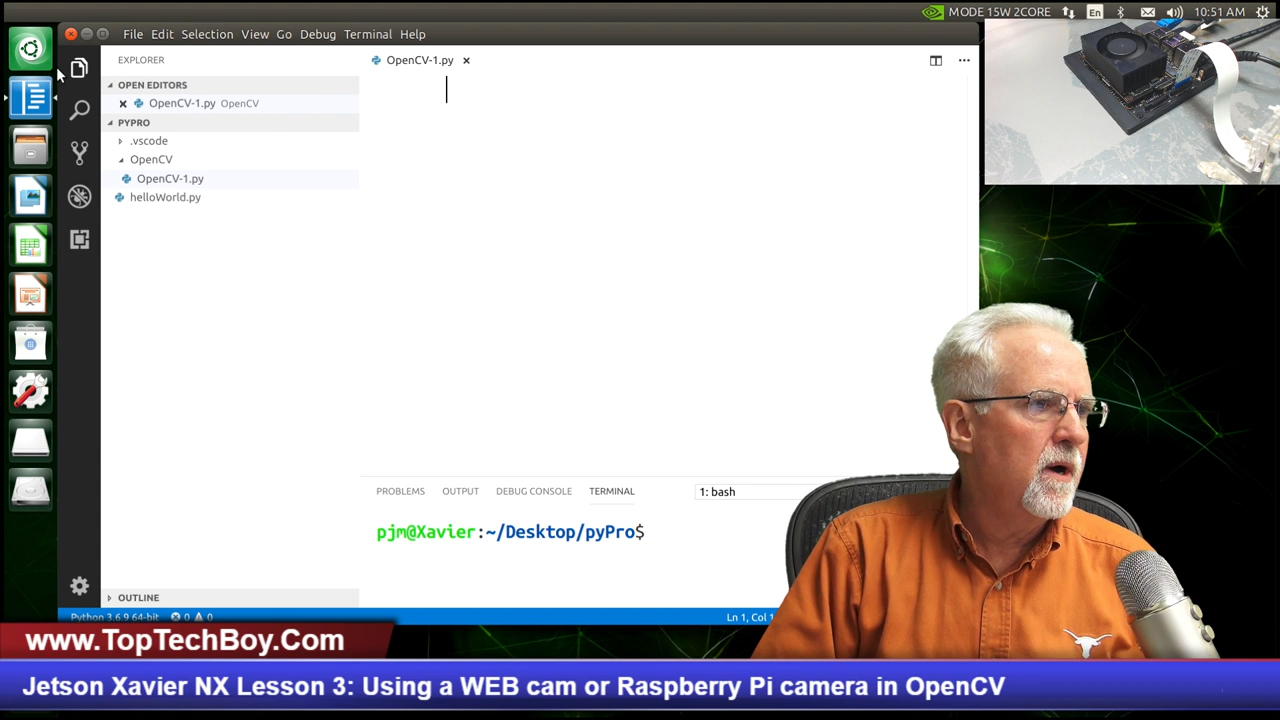 MODE 15W 2CORE
En
10:51 AM
File Edit Selection View Go Debug Terminal Help
EXPLORER
OpenCV-1.py
OPEN EDITORS
OpenCV-1.py OpenCV
PYPRO
.vscode
OpenCV
OpenCV-1.py
helloWorld.py
PROBLEMS OUTPUT DEBUG CONSOLE TERMINAL
1: bash
pjm@Xavier:~/Desktop/pyPro$
OUTLINE
Python 3.6.9 64-bit 0 0
Ln 1, Col 1
www.TopTechBoy.Com
Jetson Xavier NX Lesson 3: Using a WEB cam or Raspberry Pi camera in OpenCV